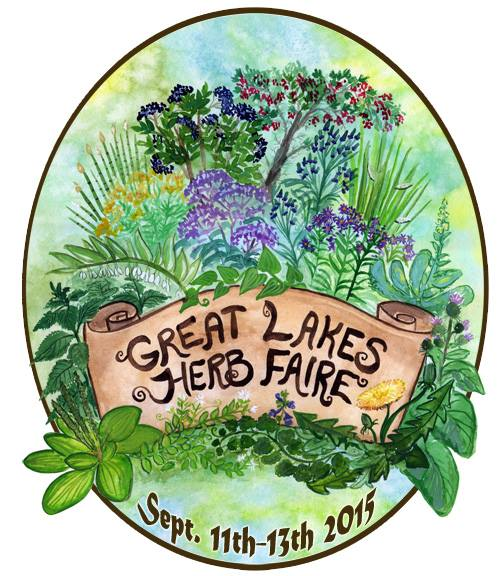 GREAT LAKES
HERB FAIRE
Sept. 11th-13th 2015